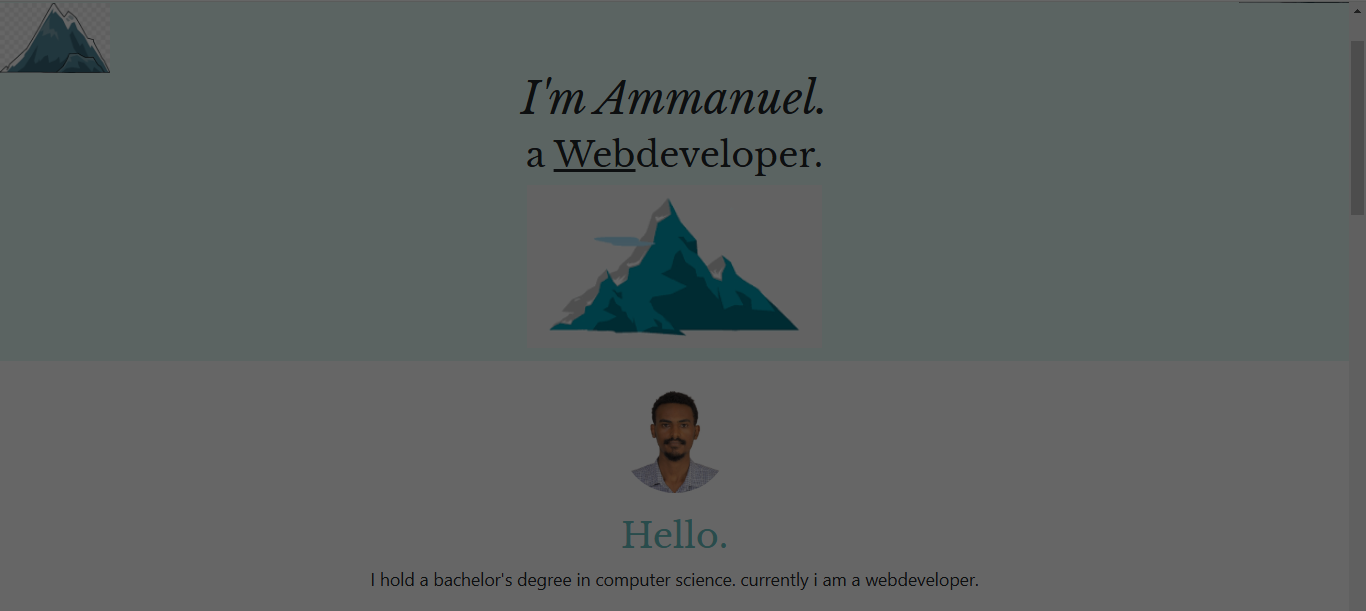 I'm Ammanuel.
a Webdeveloper.
Hello.
I hold a bachelor's degree in computer science. currently i am a webdeveloper.